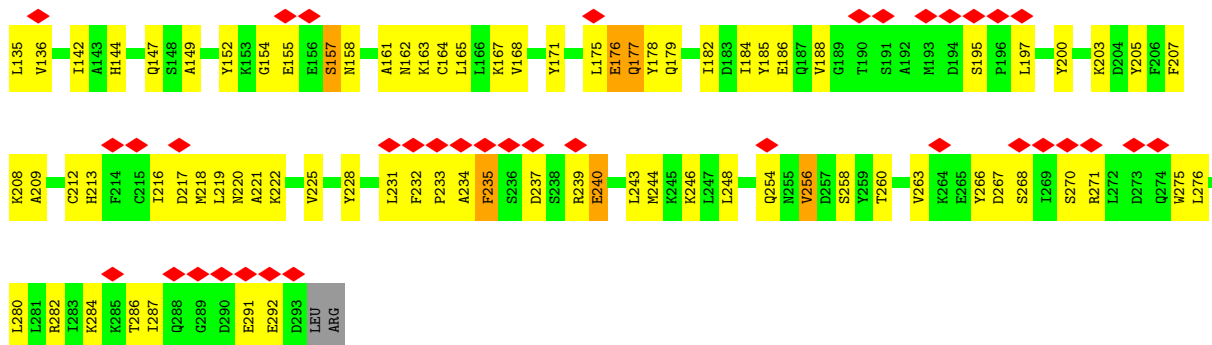 L135 V136 I142 A143 H144 Q147 S148 A149 Y152 K153 G154 E155 E156 S157 N158 A161 N162 K163 C164 L165 L166 K167 V168 Y171 L175 E176 Q177 Y178 Q179 I182 D183 I184 Y185 E186 Q187 V188 G189 T190 S191 A192 M193 D194 S195 P196 L197 Y200 K203 D204 Y205 F206 F207
K208 A209 C212 H213 F214 C215 I216 D217 M218 L219 N220 A221 K222 V225 Y228 L231 F232 P233 A234 F235 S236 D237 S238 R239 E240 L243 M244 K245 K246 L247 L248 Q254 N255 V256 D257 S258 Y259 T260 V263 K264 E265 Y266 D267 S268 I269 S270 R271 L272 D273 Q274 W275 L276
L280 L281 R282 I283 K284 K285 T286 I287 Q288 G289 D290 E291 E292 D293 LEU ARG